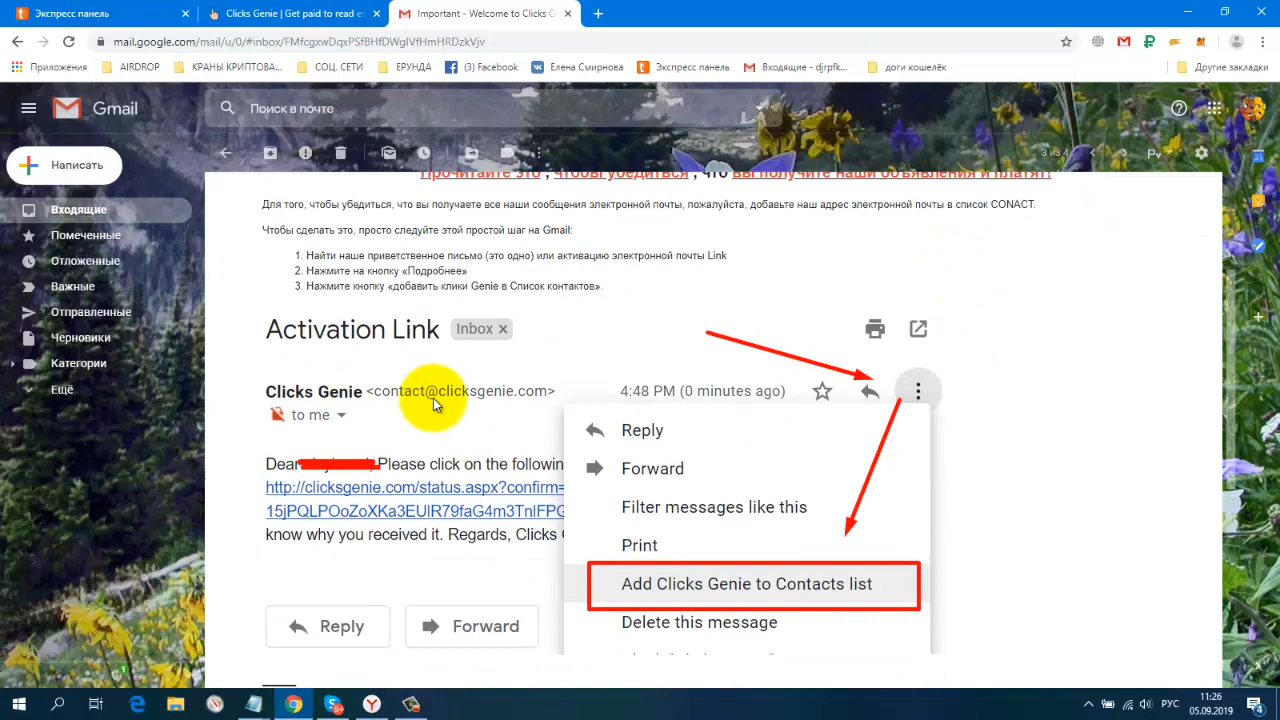 Экспресс панель
Clicks Genie | Get paid to read e
Important - Welcome to Clicks G
mail.google.com/mail/u/0/#inbox/FMfcgxwDqxPSfBHfDWgIVfHmHRDzkVjv
Приложения
AIRDROP
КРАНЫ КРИПТОВА...
СОЦ. СЕТИ
ЕРУНДА
(3) Facebook
Елена Смирнова
Экспресс панель
Входящие - djrpfk...
доги кошелёк
Другие закладки
Gmail
Поиск в почте
Написать
3 из 4
Ру
31
Входящие
Помеченные
Отложенные
Важные
Отправленные
Черновики
Категории
Ещё
1
Прочитайте это , чтобы убедиться , что вы получите наши объявления и платят!
Для того, чтобы убедиться, что вы получаете все наши сообщения электронной почты, пожалуйста, добавьте наш адрес электронной почты в список CONACT.
Чтобы сделать это, просто следуйте этой простой шаг на Gmail:
1. Найти наше приветственное письмо (это одно) или активацию электронной почты Link
2. Нажмите на кнопку «Подробнее»
3. Нажмите кнопку «добавить клики Genie в Список контактов».
Activation Link
Inbox ×
Clicks Genie <contact@clicksgenie.com>
4:48 PM (0 minutes ago)
to me
Dear
Please click on the followin
http://clicksgenie.com/status.aspx?confirm=
15jPQLPOoZoXKa3EUlR79faG4m3TnlFPG
know why you received it. Regards, Clicks
Reply
Forward
Filter messages like this
Print
Add Clicks Genie to Contacts list
Delete this message
Reply
Forward
РУС
11:26
05.09.2019
4